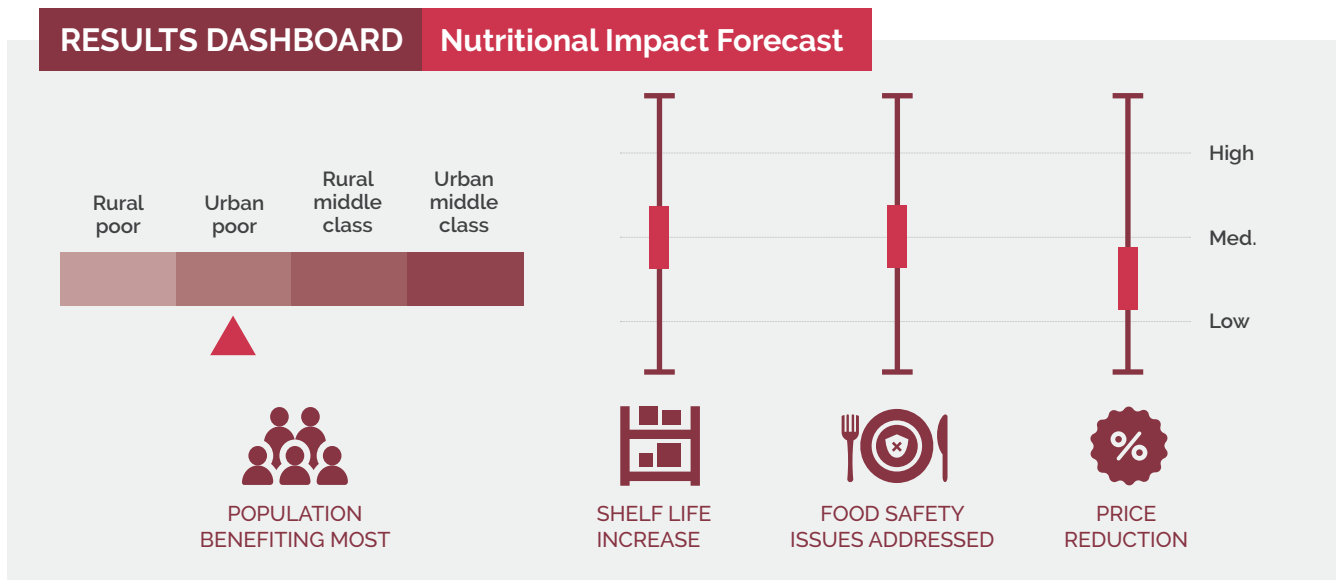 RESULTS DASHBOARD
Nutritional Impact Forecast
Rural
poor
Urban
poor
Rural
middle
class
Urban
middle
class
High
Med.
Low
POPULATION
BENEFITING MOST
SHELF LIFE
INCREASE
FOOD SAFETY
ISSUES ADDRESSED
%
PRICE
REDUCTION